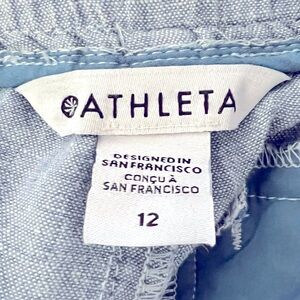 ATHLETA
DESIGNED IN
SAN FRANCISCO
CONÇU À
SAN FRANCISCO
12